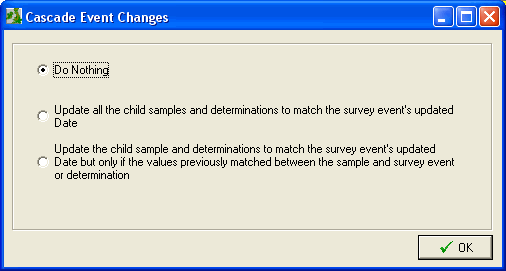 Cascade Event Changes
Do Nothing
Update all the child samples and determinations to match the survey event's updated
Date
Update the child sample and determinations to match the survey event's updated
Date but only if the values previously matched between the sample and survey event
or determination
OK